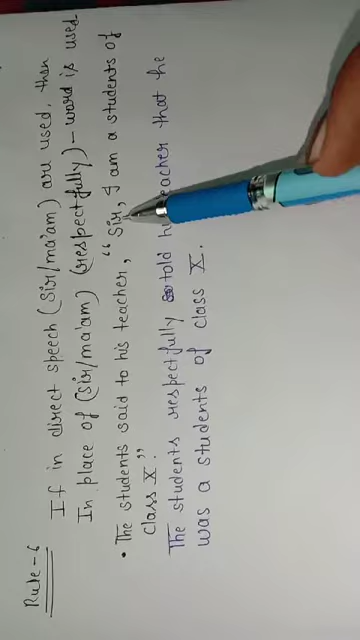 Rule-6
If in direct speech (Sir/ma'am) are used, then
In place of (Sir/ma'am) (respectfully) - word is used
• The students said to his teacher, "Sir, I am a students of
Class X."
The students respectfully told teacher that he
was a students of class X.